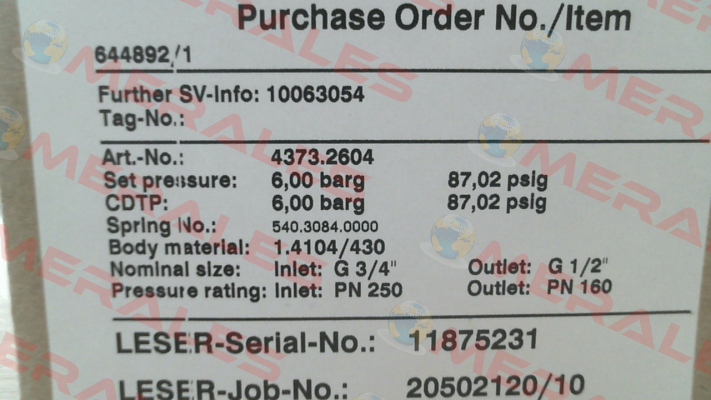 Purchase Order No./Item
644892/1
Further SV-Info: 10063054
Tag-No.:
Art.-No.: 4373.2604
Set pressure: 6,00 barg 87,02 psig
CDTP: 6,00 barg 87,02 psig
Spring No.: 540.3084.0000
Body material: 1.4104/430
Nominal size: Inlet: G 3/4" Outlet: G 1/2"
Pressure rating: Inlet: PN 250 Outlet: PN 160
LESER-Serial-No.: 11875231
LESER-Job-No.: 20502120/10
MERALES